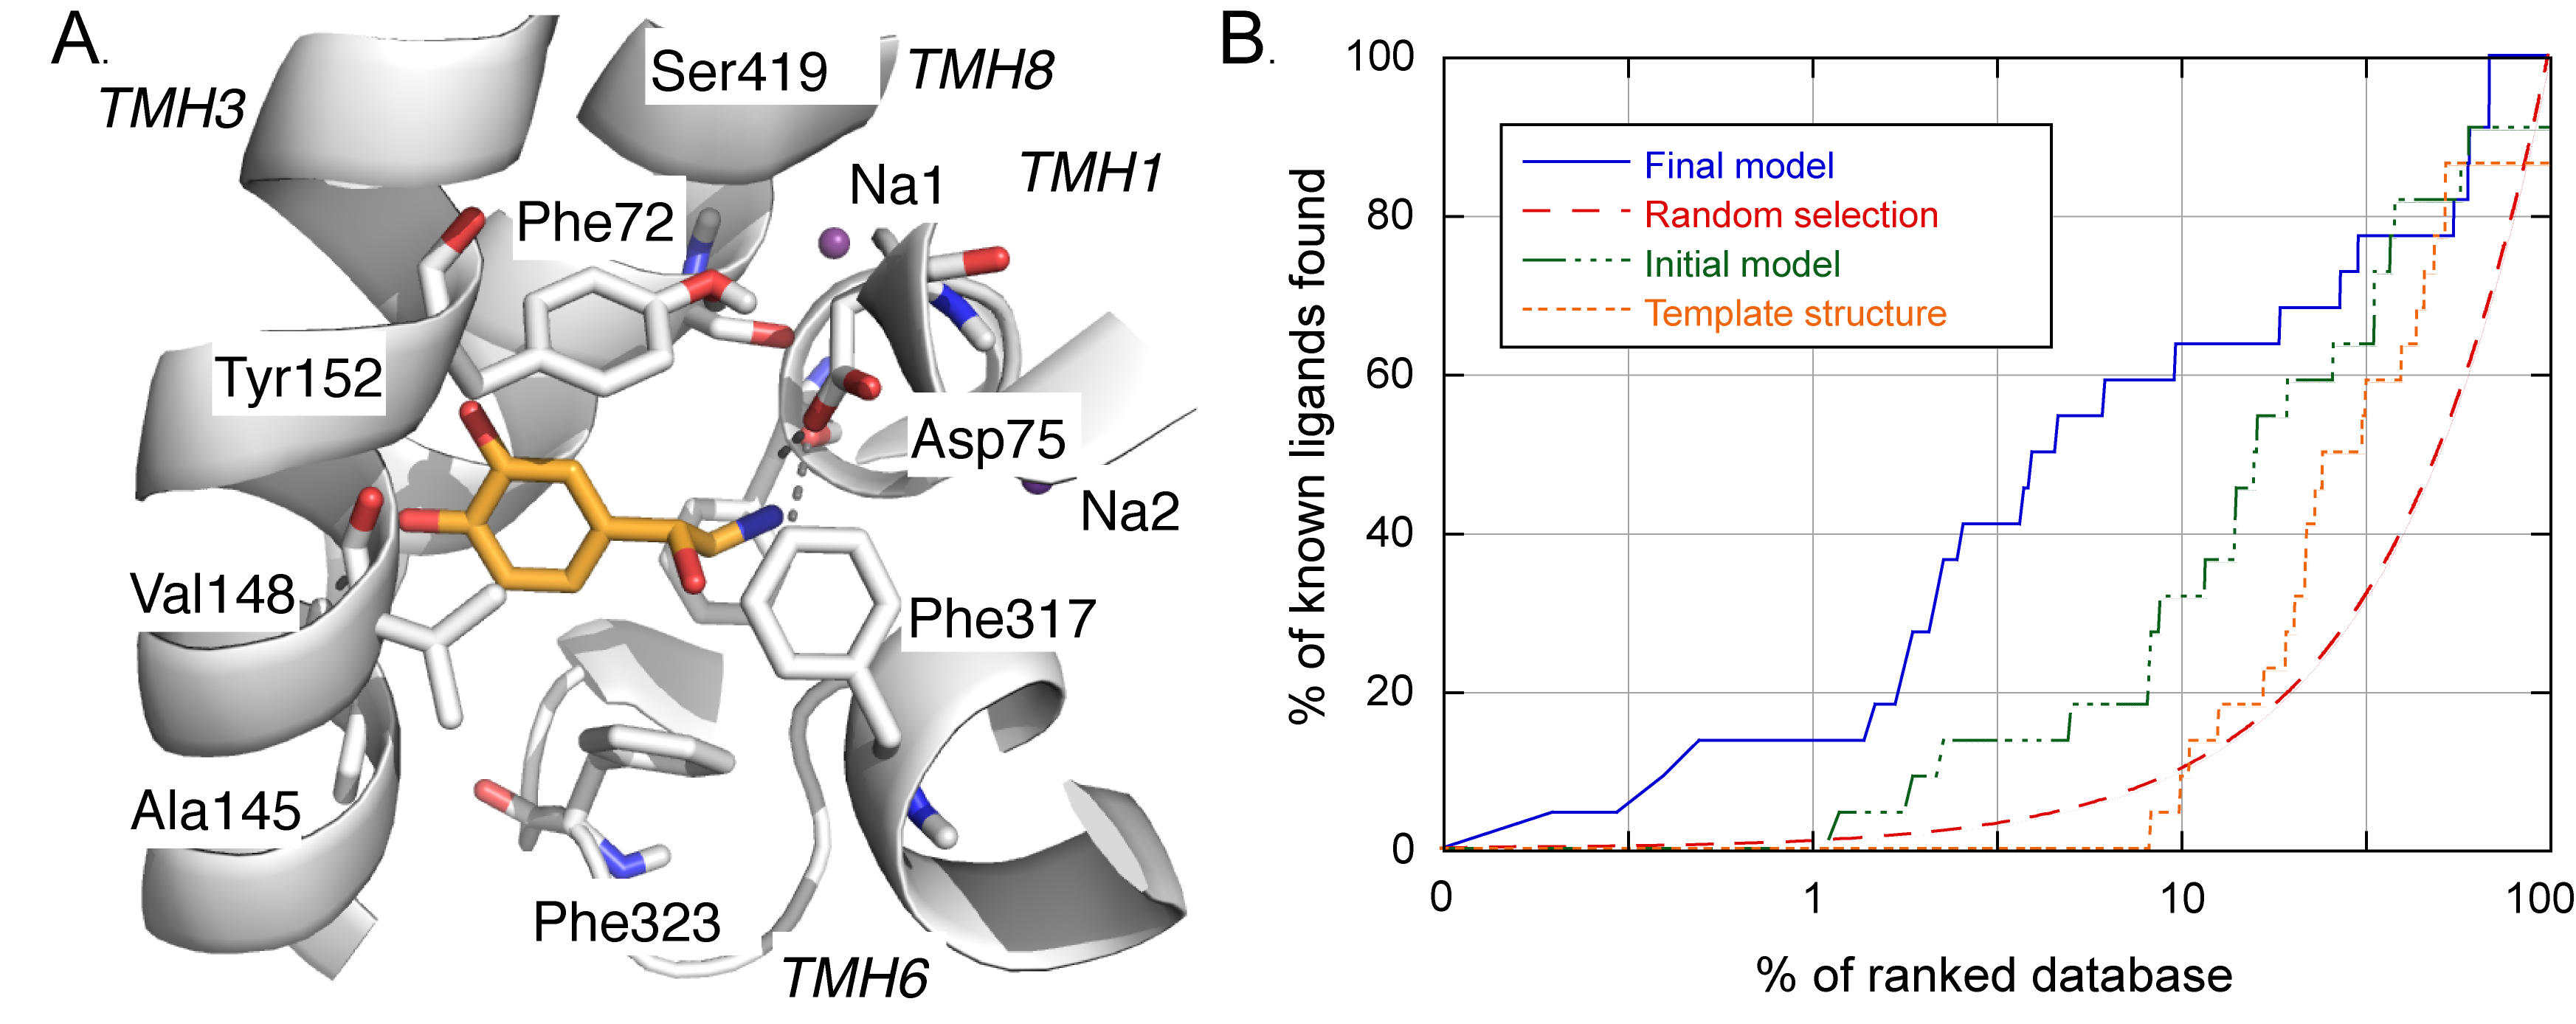 A.
TMH3
Ser419
TMH8
TMH1
Na1
Phe72
Tyr152
Asp75
Na2
Val148
Phe317
Ala145
Phe323
TMH6
B.
100
80
60
40
20
0
% of known ligands found
Final model
Random selection
Initial model
Template structure
0 1 10 100
% of ranked database